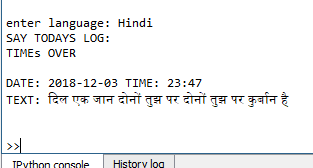 enter language: Hindi
SAY TODAYS LOG:
TIMEs OVER
DATE: 2018-12-03 TIME: 23:47
TEXT: दिल एक जान दोनों तुझ पर दोनों तुझ पर कुर्बान है
>>
IPython console History log